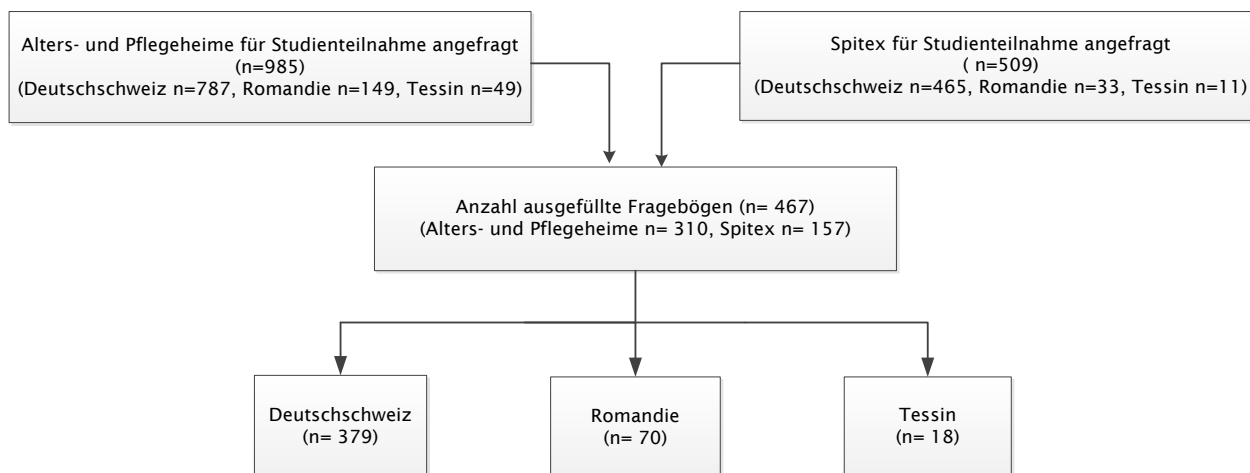 Alters- und Pflegeheime für Studienteilnahme angefragt
(n=985)
(Deutschschweiz n=787, Romandie n=149, Tessin n=49)
Spitex für Studienteilnahme angefragt
( n=509)
(Deutschschweiz n=465, Romandie n=33, Tessin n=11)
Anzahl ausgefüllte Fragebögen (n= 467)
(Alters- und Pflegeheime n= 310, Spitex n= 157)
Deutschschweiz
(n= 379)
Romandie
(n= 70)
Tessin
(n= 18)